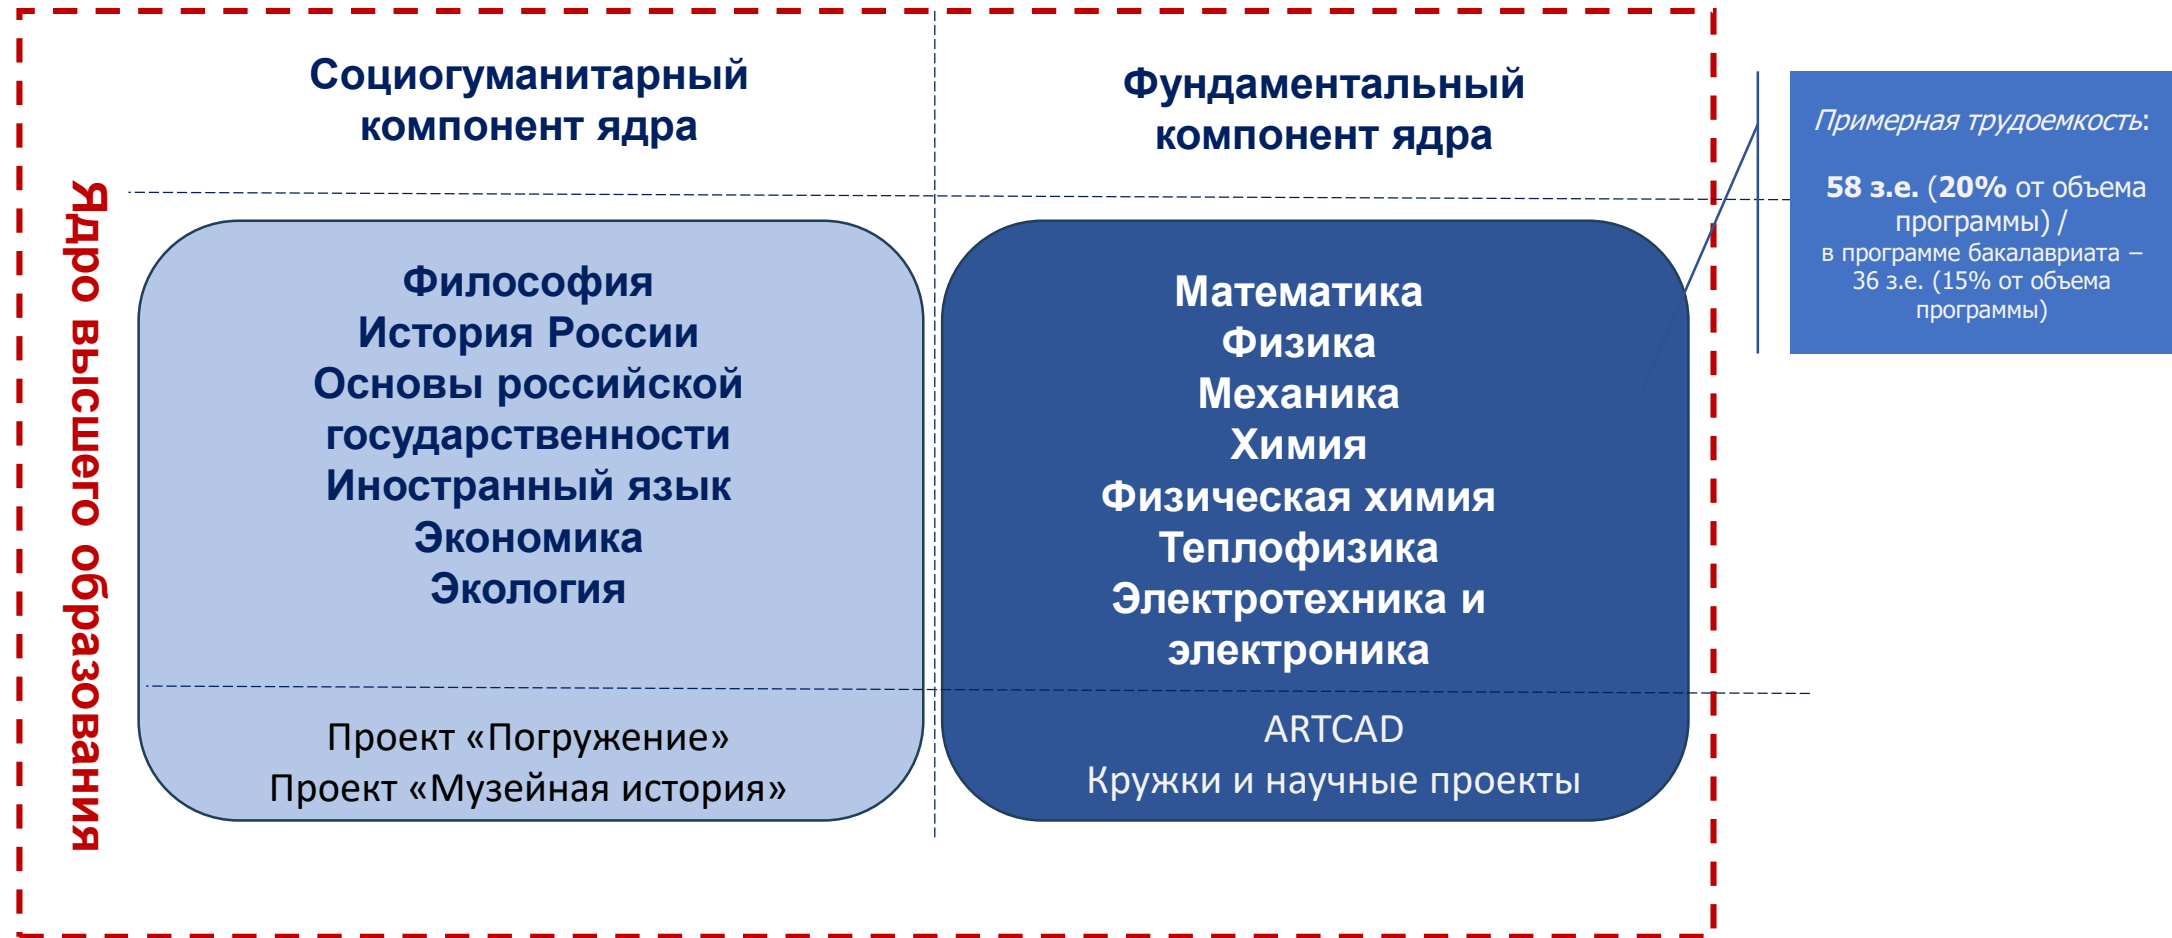 Ядро высшего образования
Социогуманитарный
компонент ядра
Философия
История России
Основы российской
государственности
Иностранный язык
Экономика
Экология
Проект «Погружение»
Проект «Музейная история»
Фундаментальный
компонент ядра
Математика
Физика
Механика
Химия
Физическая химия
Теплофизика
Электротехника и
электроника
ARTCAD
Кружки и научные проекты
Примерная трудоемкость:
58 з.е. (20% от объема
программы) /
в программе бакалавриата –
36 з.е. (15% от объема
программы)